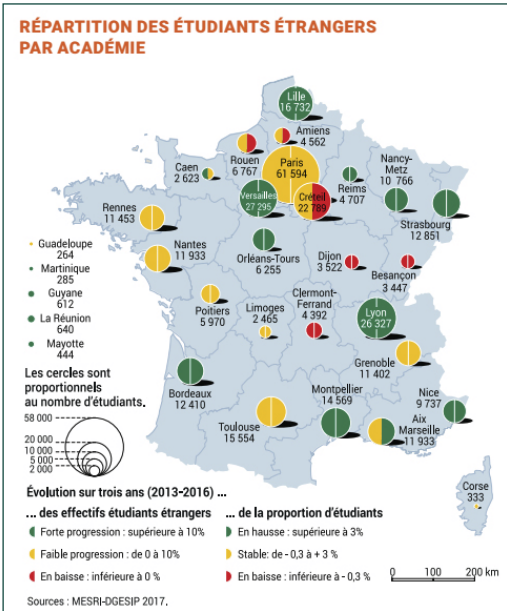 RÉPARTITION DES ÉTUDIANTS ÉTRANGERS
PAR ACADÉMIE
Lille
16 732
Amiens
4 562
Rouen
6 767
Caen
2 623
Paris
61 594
Versailles
27 295
Créteil
22 789
Reims
4 707
Nancy-
Metz
10 766
Strasbourg
12 851
Rennes
11 453
Nantes
11 933
Orléans-Tours
6 255
Dijon
3 522
Besançon
3 447
Guadeloupe
264
Martinique
285
Guyane
612
La Réunion
640
Mayotte
444
Poitiers
5 970
Limoges
2 465
Clermont-
Ferrand
4 392
Lyon
26 327
Grenoble
11 402
Bordeaux
12 410
Toulouse
15 554
Montpellier
14 569
Nice
9 737
Aix
Marseille
11 933
Corse
333
Les cercles sont
proportionnels
au nombre d'étudiants.
58 000
20 000
10 000
5 000
2 000
Évolution sur trois ans (2013-2016) ...
... des effectifs étudiants étrangers
Forte progression : supérieure à 10%
Faible progression : de 0 à 10%
En baisse : inférieure à 0 %
... de la proportion d'étudiants
En hausse : supérieure à 3%
Stable: de - 0,3 à + 3 %
En baisse : inférieure à - 0,3 %
0 100 200 km
Sources : MESRI-DGESIP 2017.